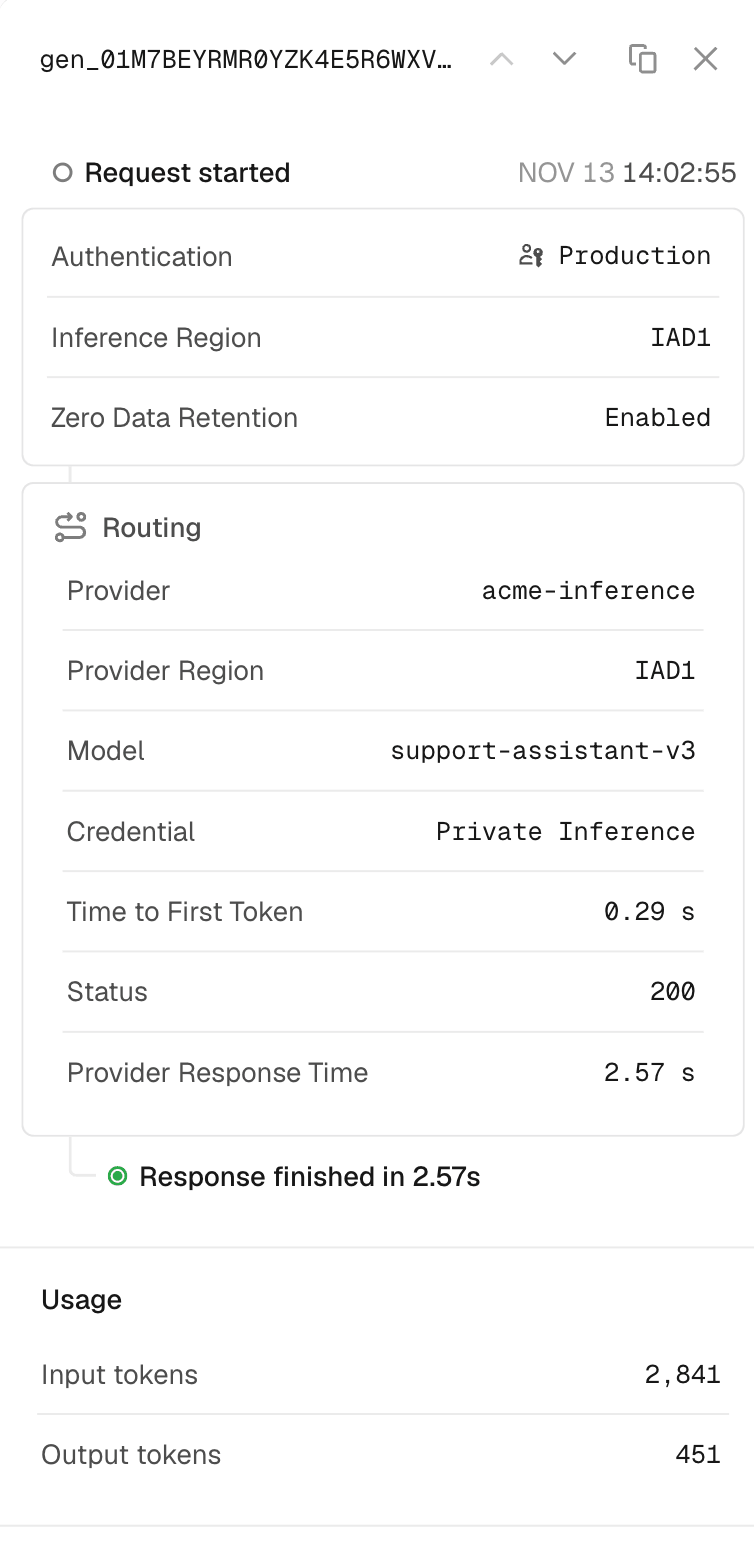 gen_01M7BEYRMR0YZK4E5R6WXV…
Request started NOV 13 14:02:55
Authentication Production
Inference Region IAD1
Zero Data Retention Enabled
Routing
Provider acme-inference
Provider Region IAD1
Model support-assistant-v3
Credential Private Inference
Time to First Token 0.29 s
Status 200
Provider Response Time 2.57 s
Response finished in 2.57s
Usage
Input tokens 2,841
Output tokens 451